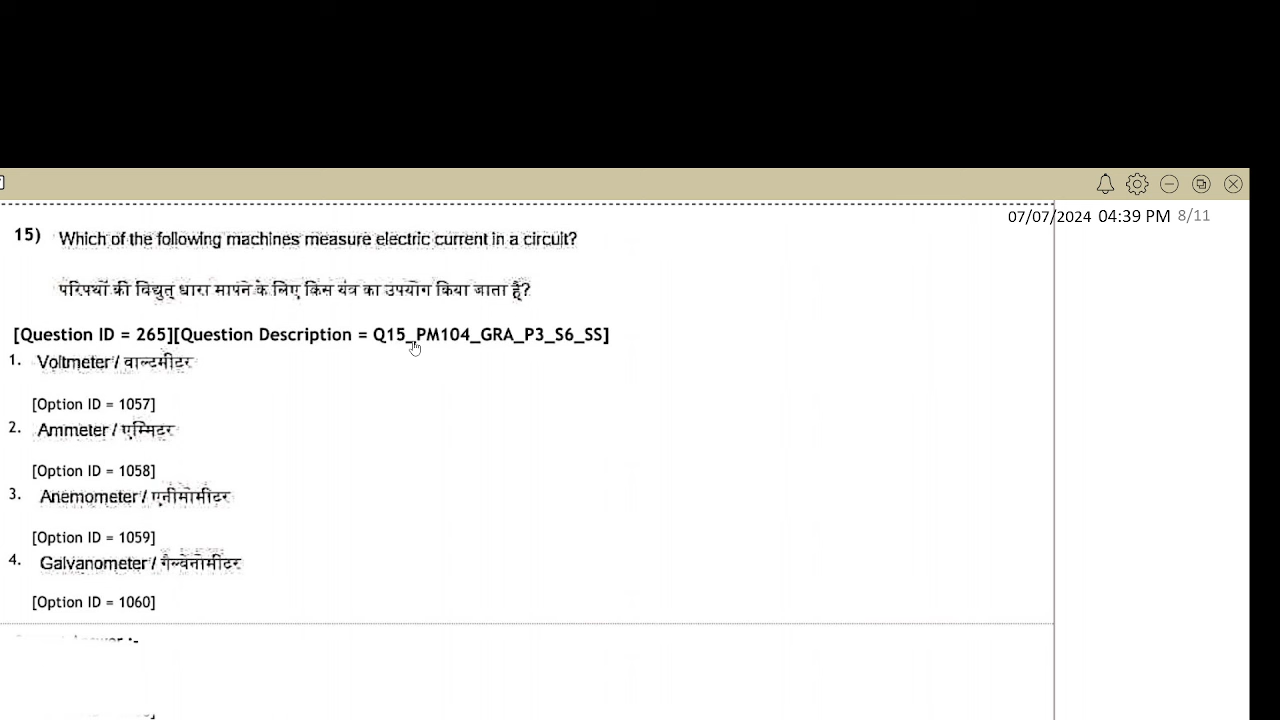 07/07/2024 04:39 PM 8/11
15) Which of the following machines measure electric current in a circuit?
परिपथों की विद्युत् धारा मापने के लिए किस यंत्र का उपयोग किया जाता है?
[Question ID = 265][Question Description = Q15_PM104_GRA_P3_S6_SS]
1. Voltmeter / वाल्टमीटर
[Option ID = 1057]
2. Ammeter / एम्मिटर
[Option ID = 1058]
3. Anemometer / एनीमोमीटर
[Option ID = 1059]
4. Galvanometer / गैल्वेनोमीटर
[Option ID = 1060]